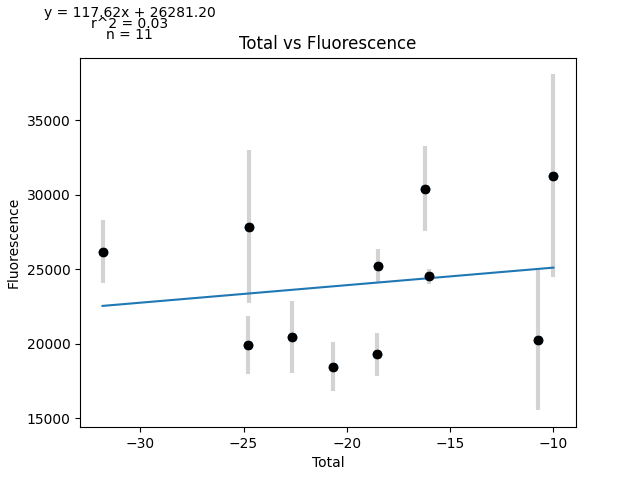 y = 117.62x + 26281.20
r^2 = 0.03
n = 11
Total vs Fluorescence
35000
30000
25000
20000
15000
Fluorescence
−30
−25
−20
−15
−10
Total